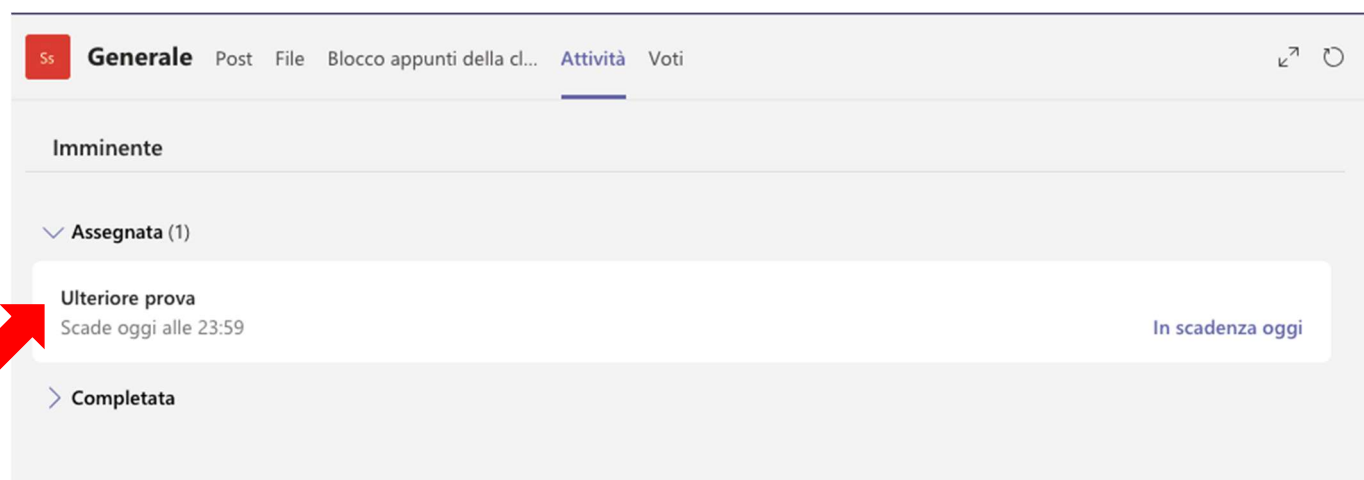 Ss Generale Post File Blocco appunti della cl... Attività Voti
Imminente
Assegnata (1)
Ulteriore prova
Scade oggi alle 23:59
In scadenza oggi
Completata